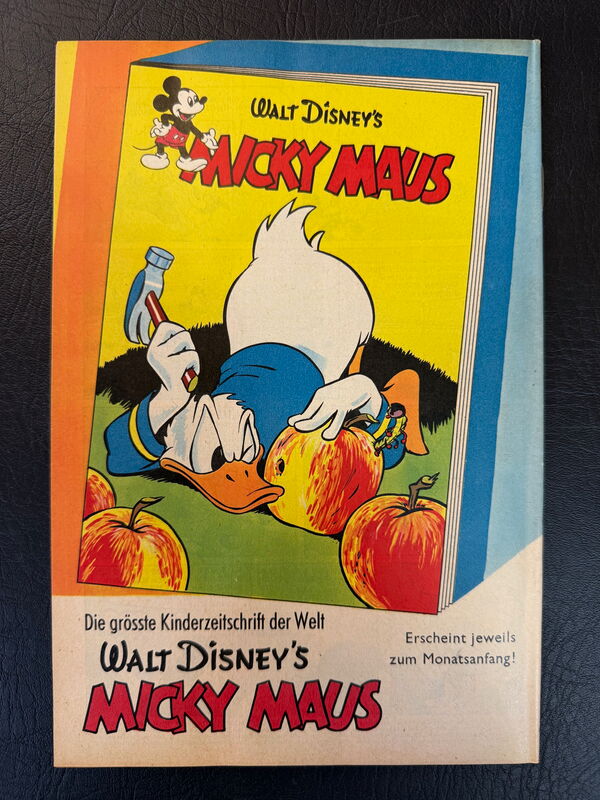 WALT DISNEY'S
MICKY MAUS
Die grösste Kinderzeitschrift der Welt
WALT DISNEY'S
MICKY MAUS
Erscheint jeweils
zum Monatsanfang!